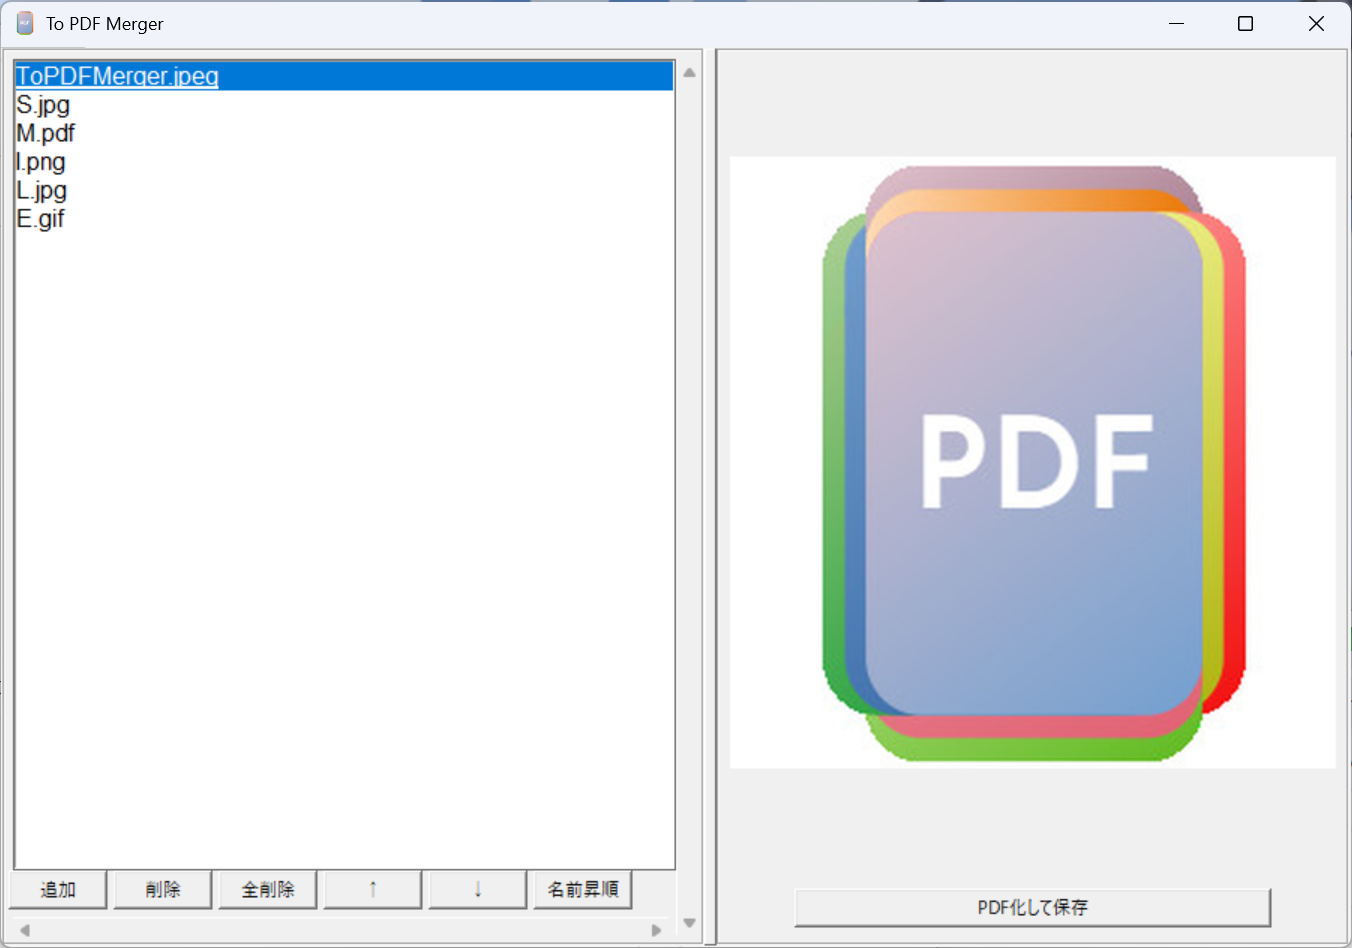 To PDF Merger
ToPDFMerger.jpeg
S.jpg
M.pdf
I.png
L.jpg
E.gif
PDF
追加 削除 全削除 ↑ ↓ 名前昇順
PDF化して保存